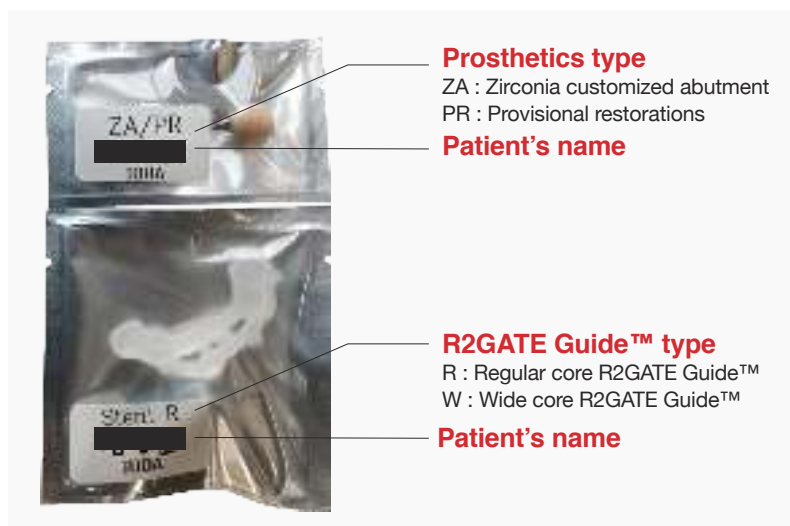 Prosthetics type
ZA : Zirconia customized abutment
PR : Provisional restorations
ZA/PR
Patient's name
R2GATE Guide™ type
R : Regular core R2GATE Guide™
W : Wide core R2GATE Guide™
Stent R
Patient's name